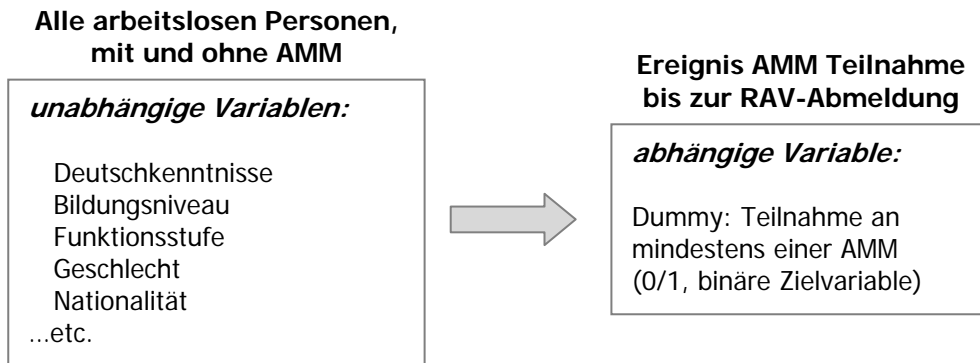 Alle arbeitslosen Personen,
mit und ohne AMM
unabhängige Variablen:
Deutschkenntnisse
Bildungsniveau
Funktionsstufe
Geschlecht
Nationalität
...etc.
Ereignis AMM Teilnahme
bis zur RAV-Abmeldung
abhängige Variable:
Dummy: Teilnahme an
mindestens einer AMM
(0/1, binäre Zielvariable)